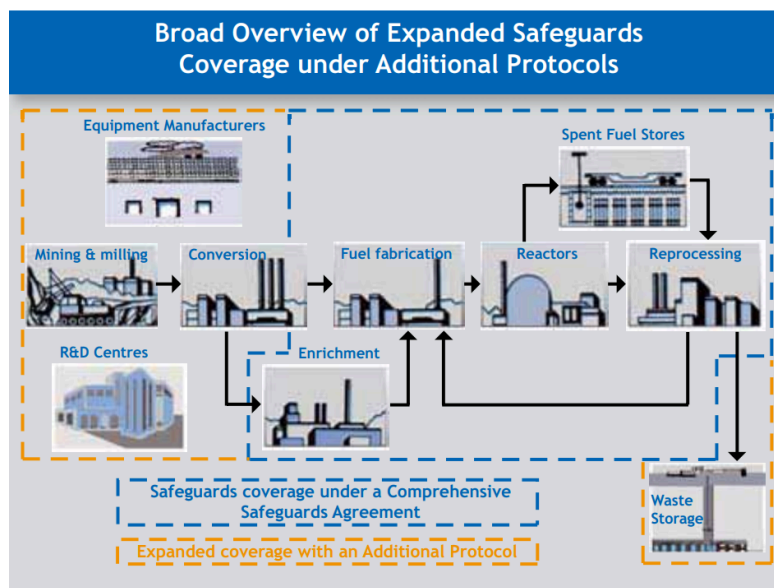 Broad Overview of Expanded Safeguards
Coverage under Additional Protocols
Equipment Manufacturers
Spent Fuel Stores
Mining & milling
Conversion
Fuel fabrication
Reactors
Reprocessing
R&D Centres
Enrichment
Waste
Storage
Safeguards coverage under a Comprehensive
Safeguards Agreement
Expanded coverage with an Additional Protocol